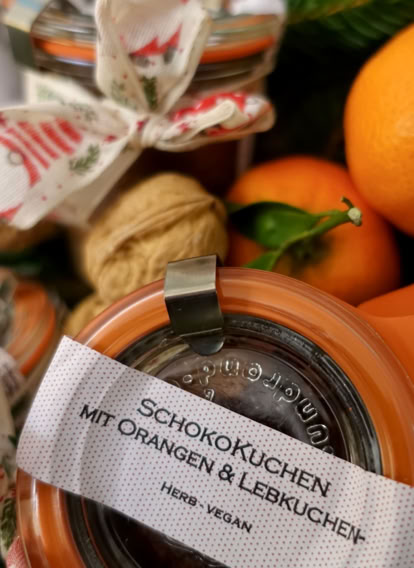 SCHOKOKUCHEN
MIT ORANGEN & LEBKUCHEN-
HERB - VEGAN